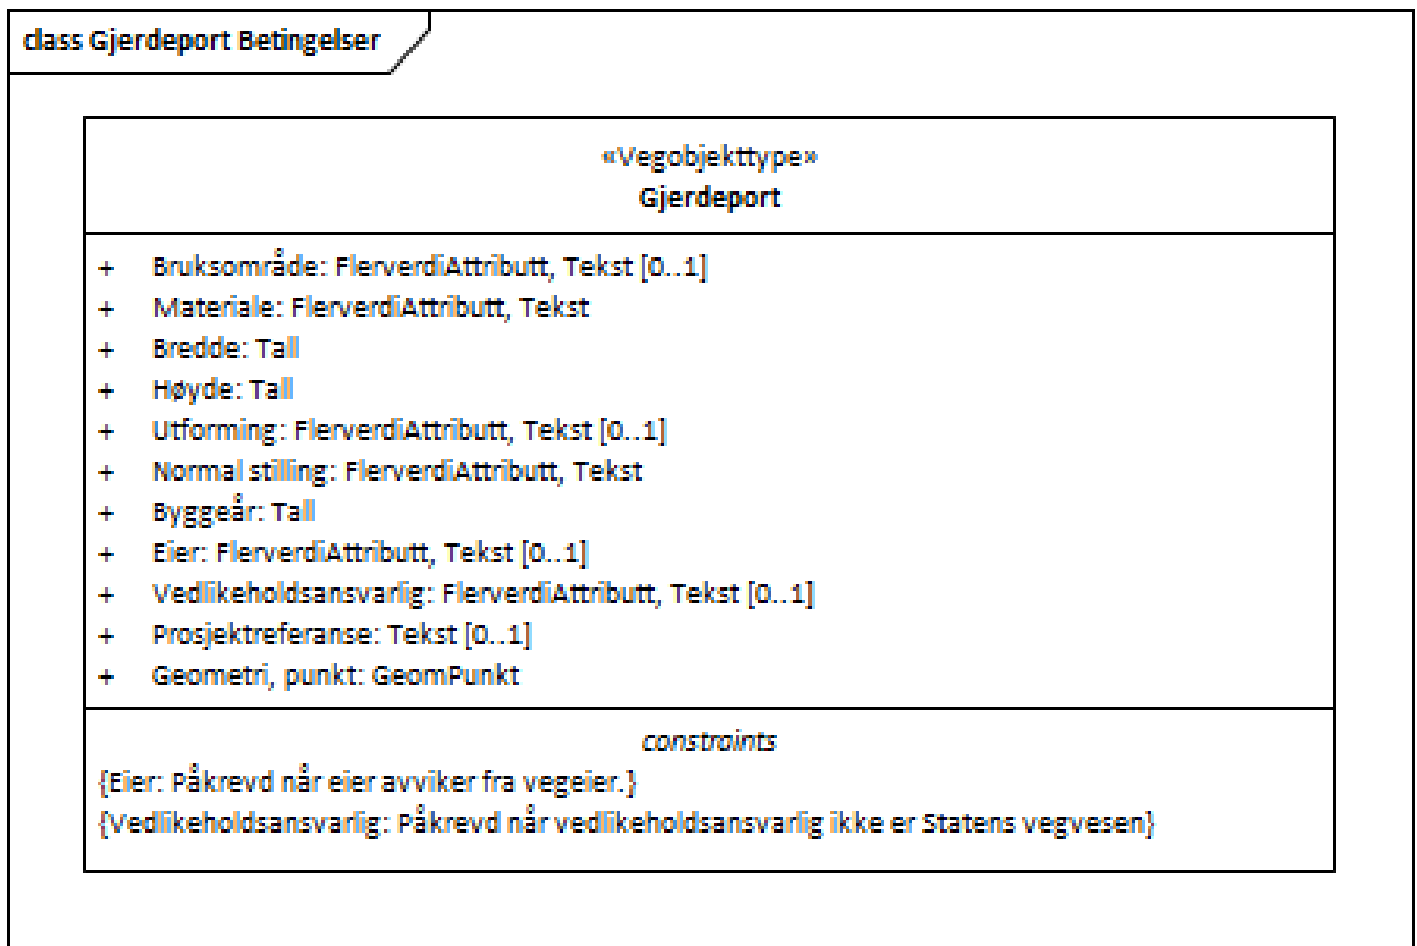 class Gjerdeport Betingelser
«Vegobjekttype»
Gjerdeport
+ Bruksområde: FlerverdiAttributt, Tekst [0..1]
+ Materiale: FlerverdiAttributt, Tekst
+ Bredde: Tall
+ Høyde: Tall
+ Utforming: FlerverdiAttributt, Tekst [0..1]
+ Normal stilling: FlerverdiAttributt, Tekst
+ Byggeår: Tall
+ Eier: FlerverdiAttributt, Tekst [0..1]
+ Vedlikeholdsansvarlig: FlerverdiAttributt, Tekst [0..1]
+ Prosjektreferanse: Tekst [0..1]
+ Geometri, punkt: GeomPunkt
constraints
{Eier: Påkrevd når eier avviker fra vegeier.}
{Vedlikeholdsansvarlig: Påkrevd når vedlikeholdsansvarlig ikke er Statens vegvesen}